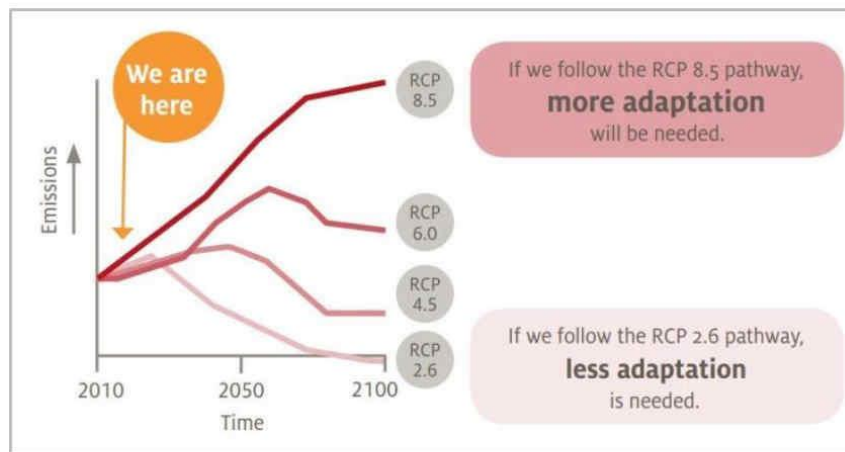 We are
here
Emissions
2010
2050
2100
Time
RCP
8.5
RCP
6.0
RCP
4.5
RCP
2.6
If we follow the RCP 8.5 pathway,
more adaptation
will be needed.
If we follow the RCP 2.6 pathway,
less adaptation
is needed.